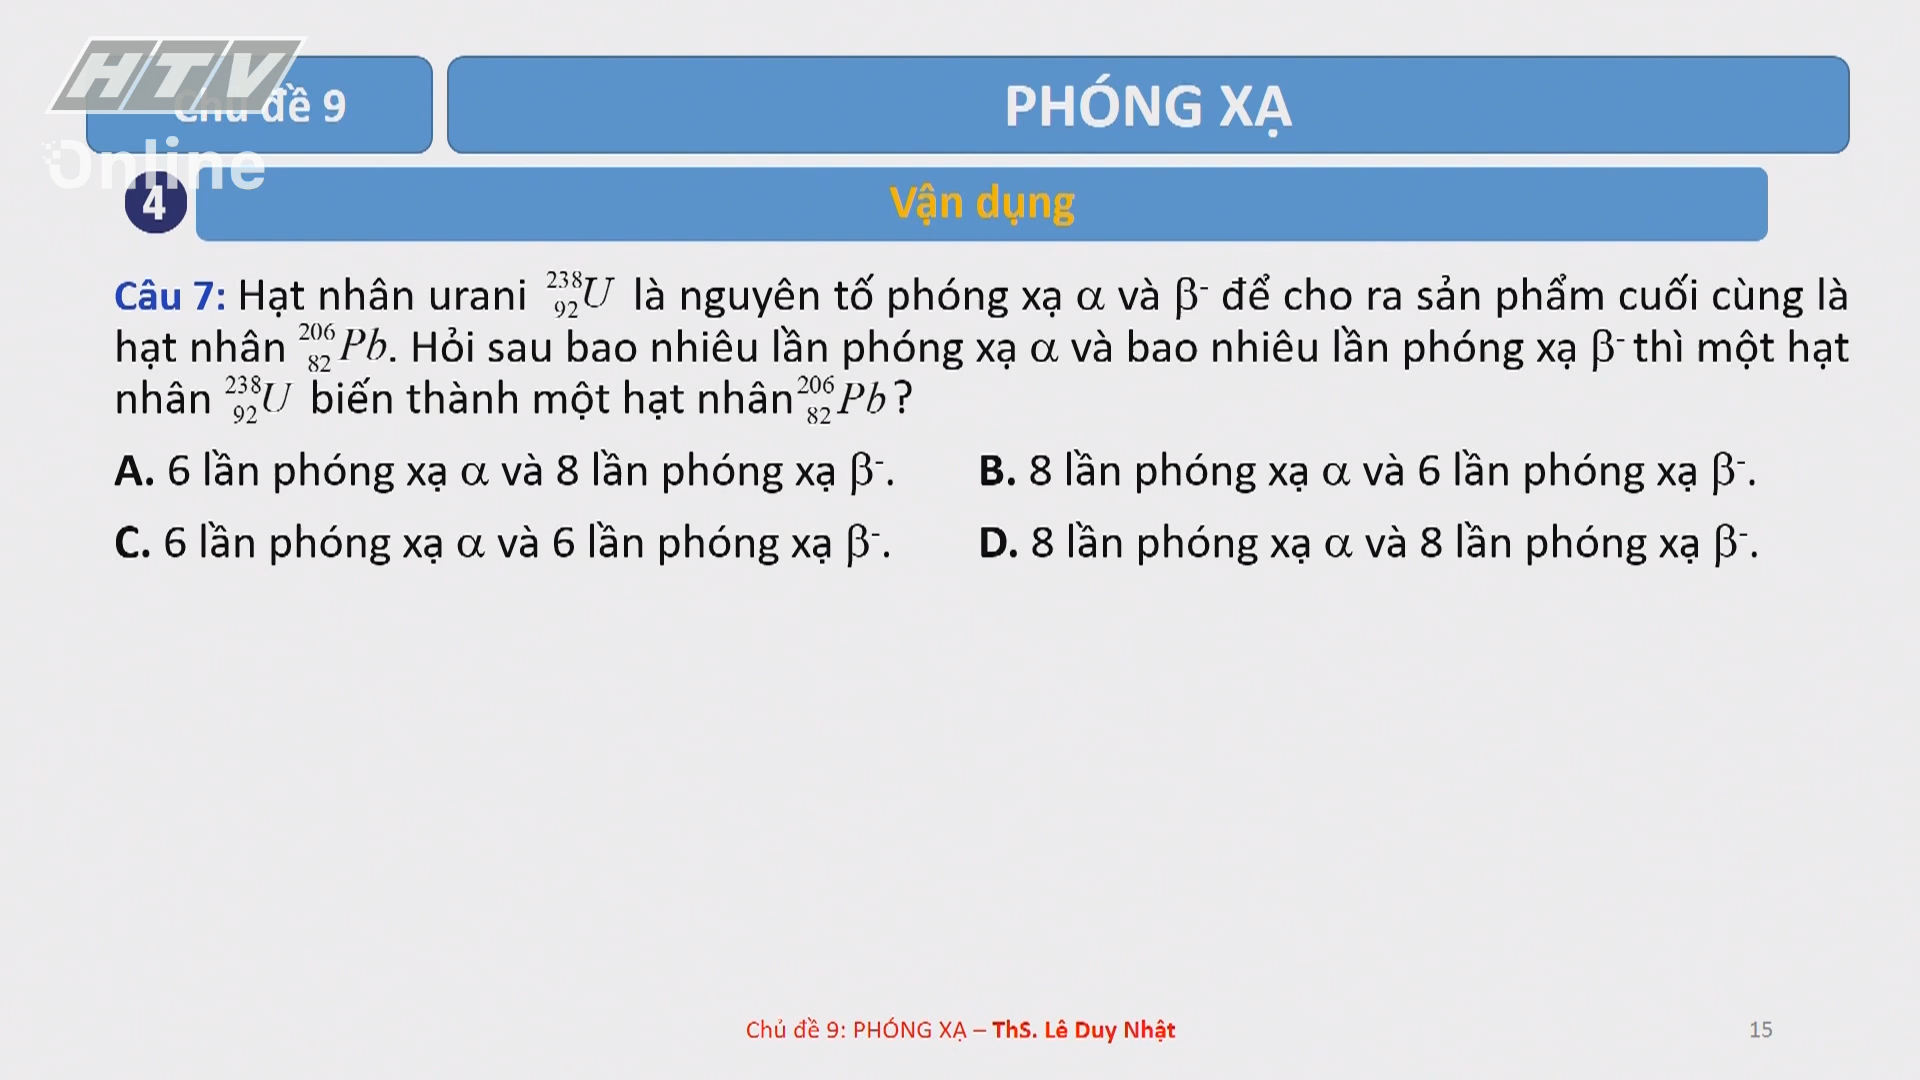 HTV
Online
Chủ đề 9
PHÓNG XẠ
4
Vận dụng
Câu 7: Hạt nhân urani ²³⁸₉₂U là nguyên tố phóng xạ α và β⁻ để cho ra sản phẩm cuối cùng là
hạt nhân ²⁰⁶₈₂Pb. Hỏi sau bao nhiêu lần phóng xạ α và bao nhiêu lần phóng xạ β⁻ thì một hạt
nhân ²³⁸₉₂U biến thành một hạt nhân ²⁰⁶₈₂Pb?
A. 6 lần phóng xạ α và 8 lần phóng xạ β⁻. B. 8 lần phóng xạ α và 6 lần phóng xạ β⁻.
C. 6 lần phóng xạ α và 6 lần phóng xạ β⁻. D. 8 lần phóng xạ α và 8 lần phóng xạ β⁻.
Chủ đề 9: PHÓNG XẠ – ThS. Lê Duy Nhật
15